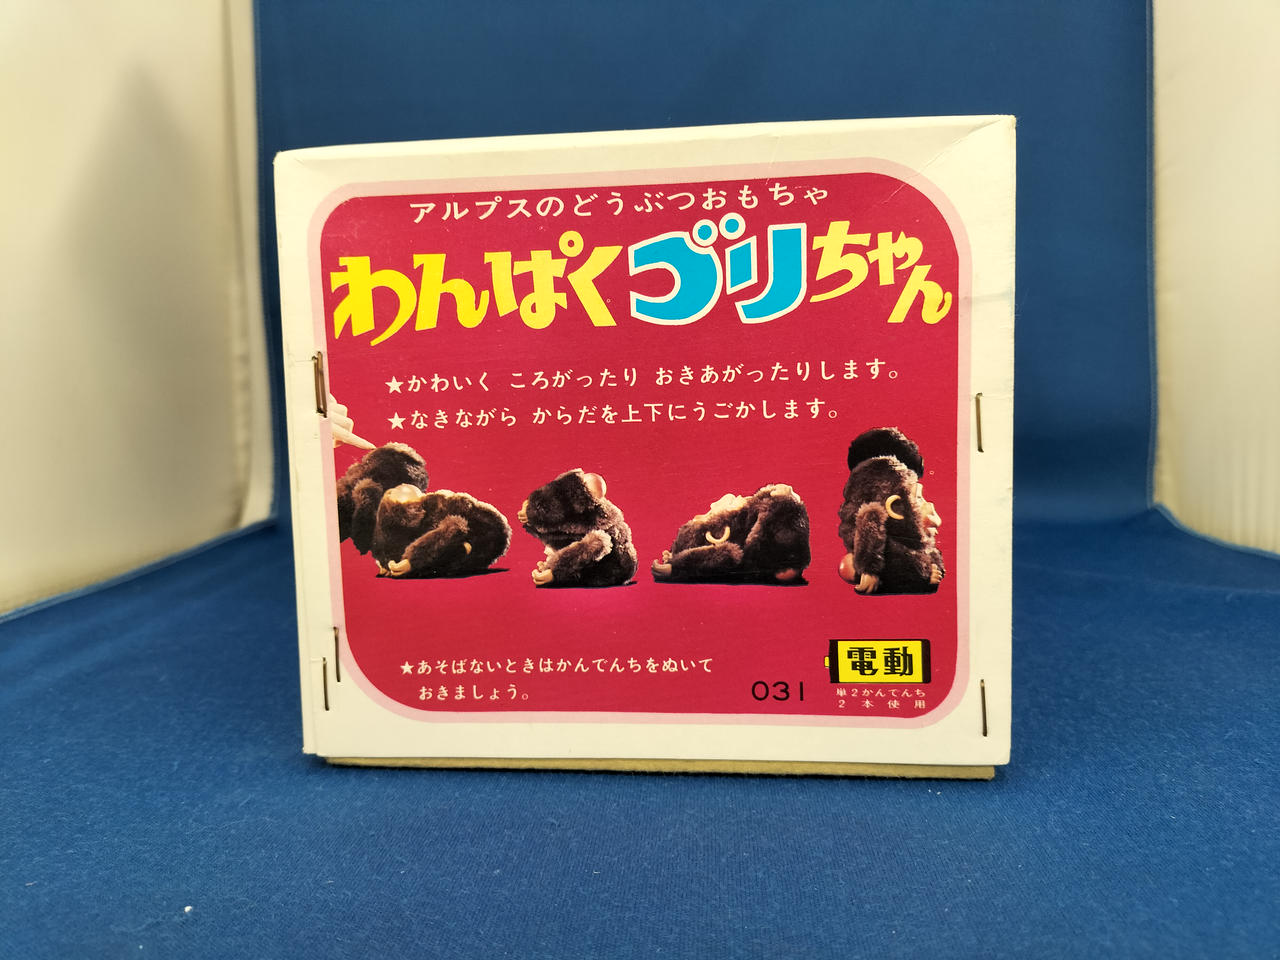 アルプスのどうぶつおもちゃ
わんぱくゴリちゃん
★かわいく ころがったり おきあがったりします。
★なきながら からだを上下にうごかします。
★あそばないときはかんでんちをぬいて
おきましょう。
031
電動
単2かんでんち
2本使用